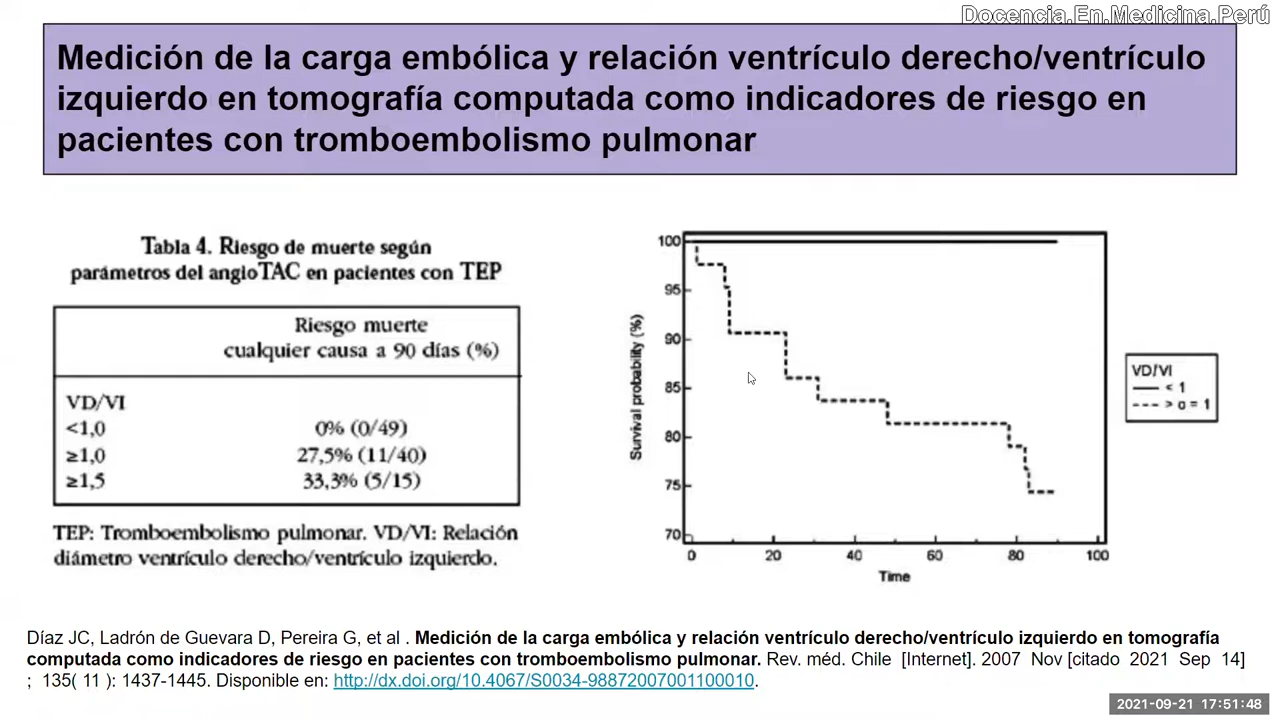 Docencia.En.Medicina.Perú
Medición de la carga embólica y relación ventrículo derecho/ventrículo
izquierdo en tomografía computada como indicadores de riesgo en
pacientes con tromboembolismo pulmonar
Tabla 4. Riesgo de muerte según
parámetros del angioTAC en pacientes con TEP
Riesgo muerte
cualquier causa a 90 días (%)
VD/VI
<1,0 0% (0/49)
≥1,0 27,5% (11/40)
≥1,5 33,3% (5/15)
TEP: Tromboembolismo pulmonar. VD/VI: Relación
diámetro ventrículo derecho/ventrículo izquierdo.
Survival probability (%)
100
95
90
85
80
75
70
0 20 40 60 80 100
Time
VD/VI
< 1
> o = 1
Díaz JC, Ladrón de Guevara D, Pereira G, et al . Medición de la carga embólica y relación ventrículo derecho/ventrículo izquierdo en tomografía
computada como indicadores de riesgo en pacientes con tromboembolismo pulmonar. Rev. méd. Chile [Internet]. 2007 Nov [citado 2021 Sep 14]
; 135( 11 ): 1437-1445. Disponible en: http://dx.doi.org/10.4067/S0034-98872007001100010.
2021-09-21 17:51:48